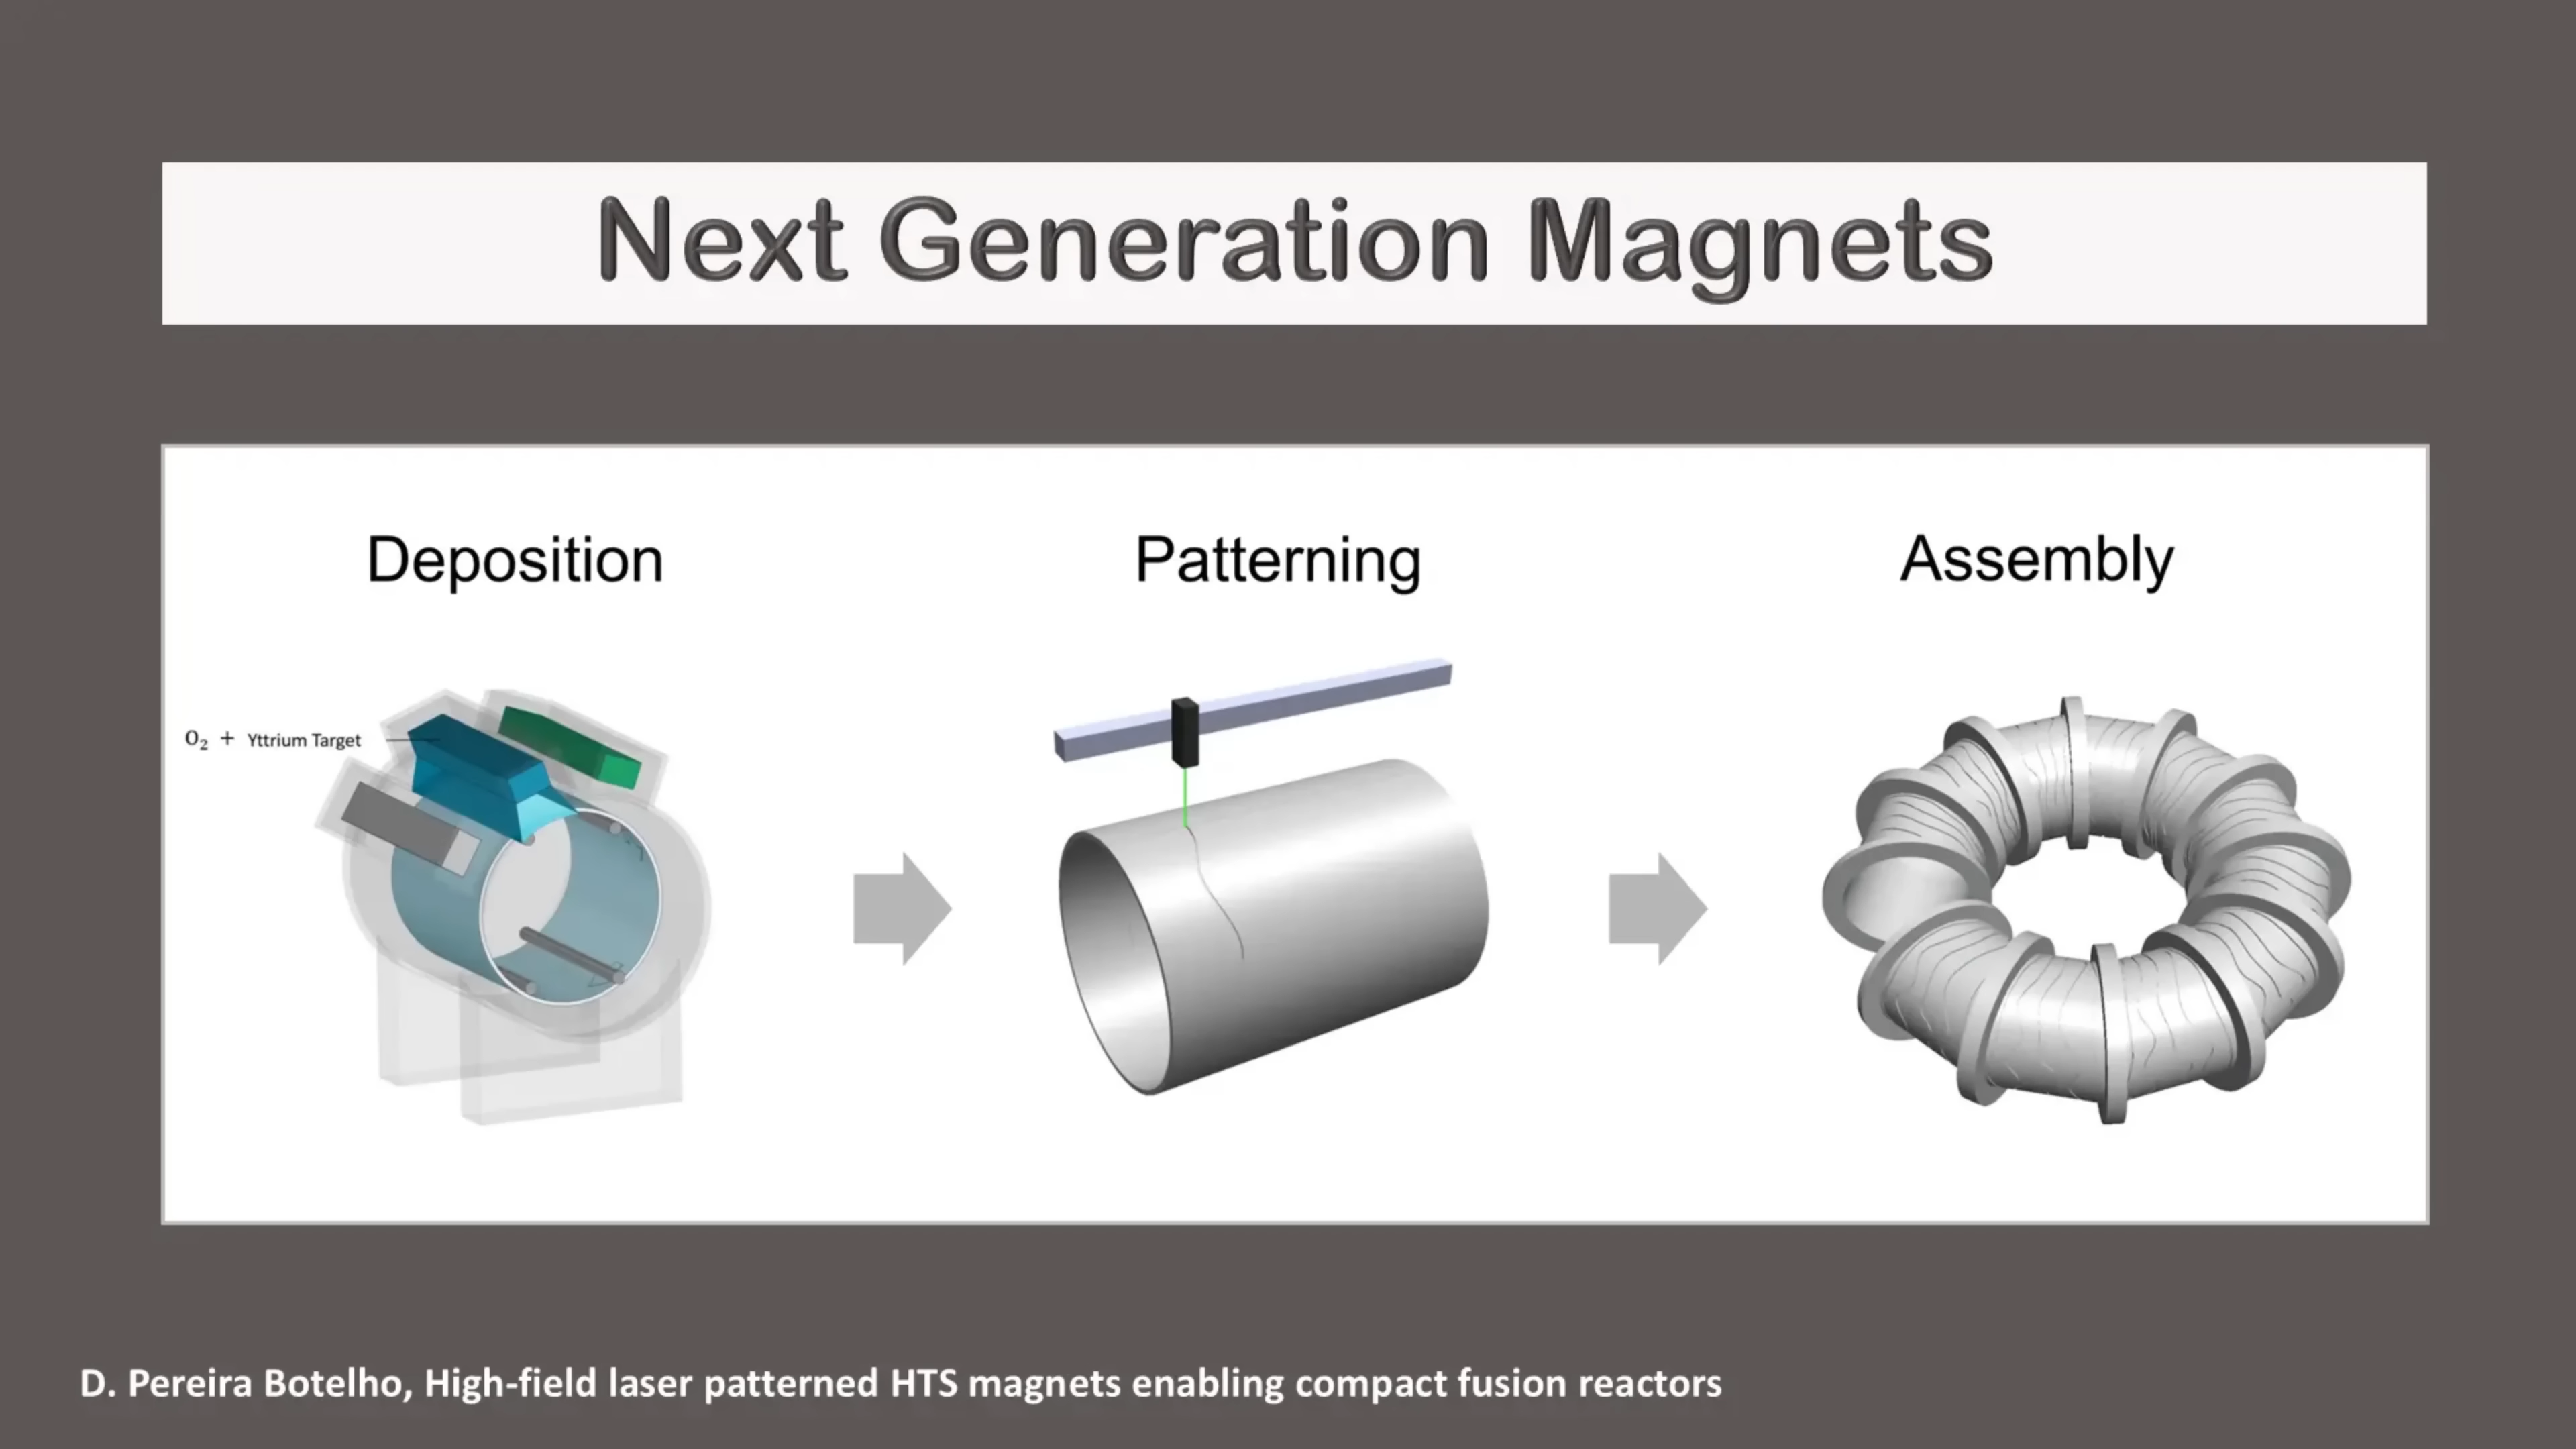 Next Generation Magnets
Deposition
Patterning
Assembly
O₂ + Yttrium Target
D. Pereira Botelho, High-field laser patterned HTS magnets enabling compact fusion reactors